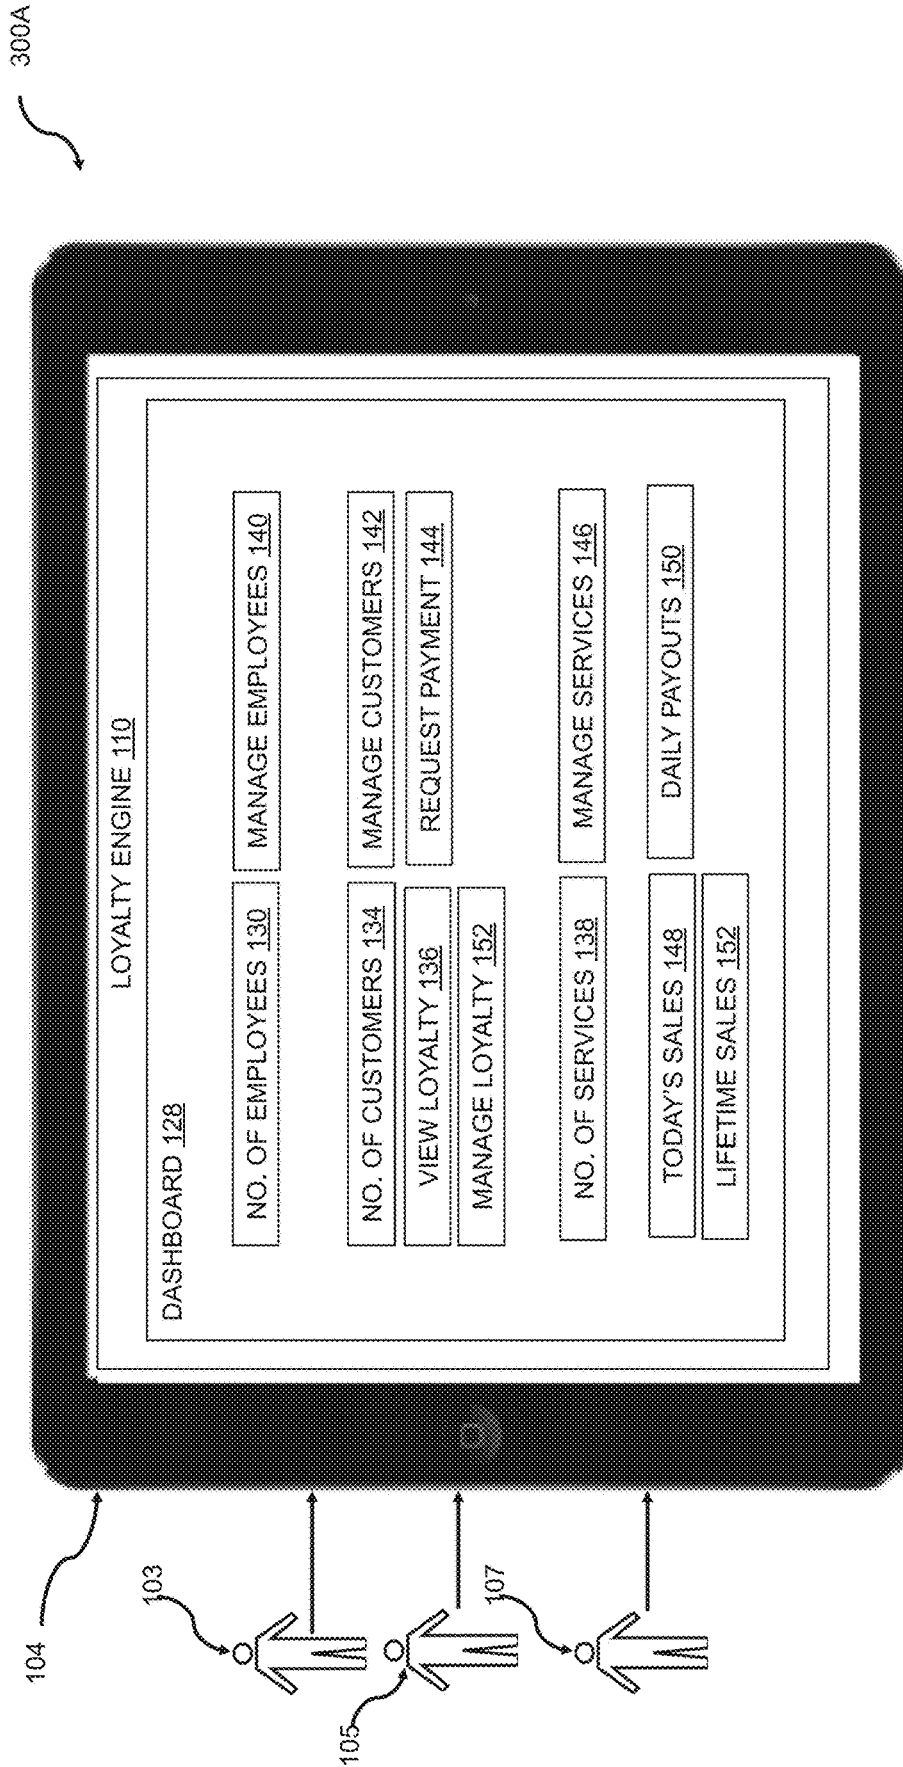 300A
LOYALTY ENGINE 110
DASHBOARD 128
NO. OF EMPLOYEES 130
MANAGE EMPLOYEES 140
NO. OF CUSTOMERS 134
MANAGE CUSTOMERS 142
VIEW LOYALTY 136
REQUEST PAYMENT 144
MANAGE LOYALTY 152
NO. OF SERVICES 138
MANAGE SERVICES 146
TODAY'S SALES 148
DAILY PAYOUTS 150
LIFETIME SALES 152
104
103
105
107